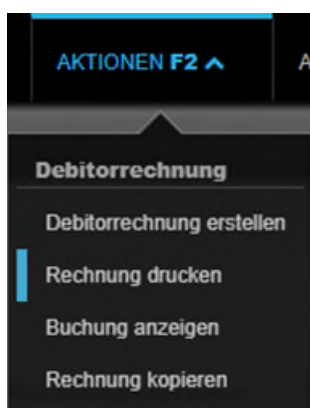 AKTIONEN F2 A
Debitorrechnung
Debitorrechnung erstellen
Rechnung drucken
Buchung anzeigen
Rechnung kopieren